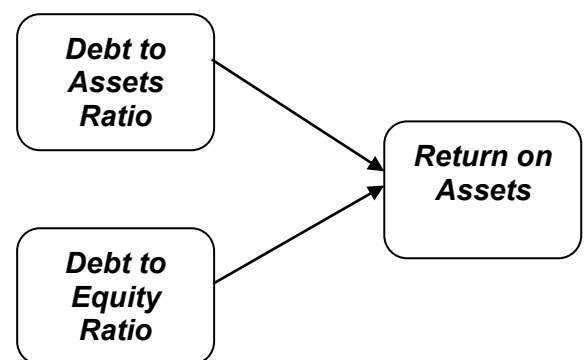 Debt to
Assets
Ratio
Return on
Assets
Debt to
Equity
Ratio